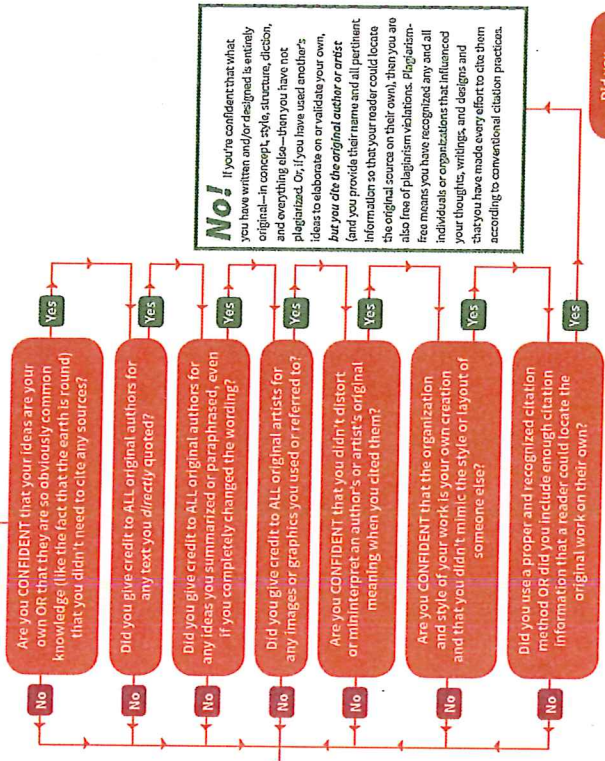 Are you CONFIDENT that your ideas are your
own OR that they are so obviously common
knowledge (like the fact that the earth is round)
that you didn't need to cite any sources?
No
Yes
Did you give credit to ALL original authors for
any text you directly quoted?
No
Yes
Did you give credit to ALL original authors for
any ideas you summarized or paraphrased, even
if you completely changed the wording?
No
Yes
Did you give credit to ALL original artists for
any images or graphics you used or referred to?
No
Yes
Are you CONFIDENT that you didn't distort
or mininterpret an author's or artist's original
meaning when you cited them?
No
Yes
Are you CONFIDENT that the organization
and style of your work is your own creation
and that you didn't mimic the style or layout of
someone else?
No
Yes
Did you use a proper and recognized citation
method OR did you include enough citation
information that a reader could locate the
original work on their own?
No
Yes
No! If you're confident that what
you have written and/or designed is entirely
original—in concept, style, structure, diction,
and everything else—then you have not
plagiarized. Or, if you have used another's
ideas to elaborate on or validate your own,
but you cite the original author or artist
(and you provide their name and all pertinent
information so that your reader could locate
the original source on their own), then you are
also free of plagiarism violations. Plagiarism-
free means you have recognized any and all
individuals or organizations that influenced
your thoughts, writings, and designs and
that you have made every effort to cite them
according to conventional citation practices.